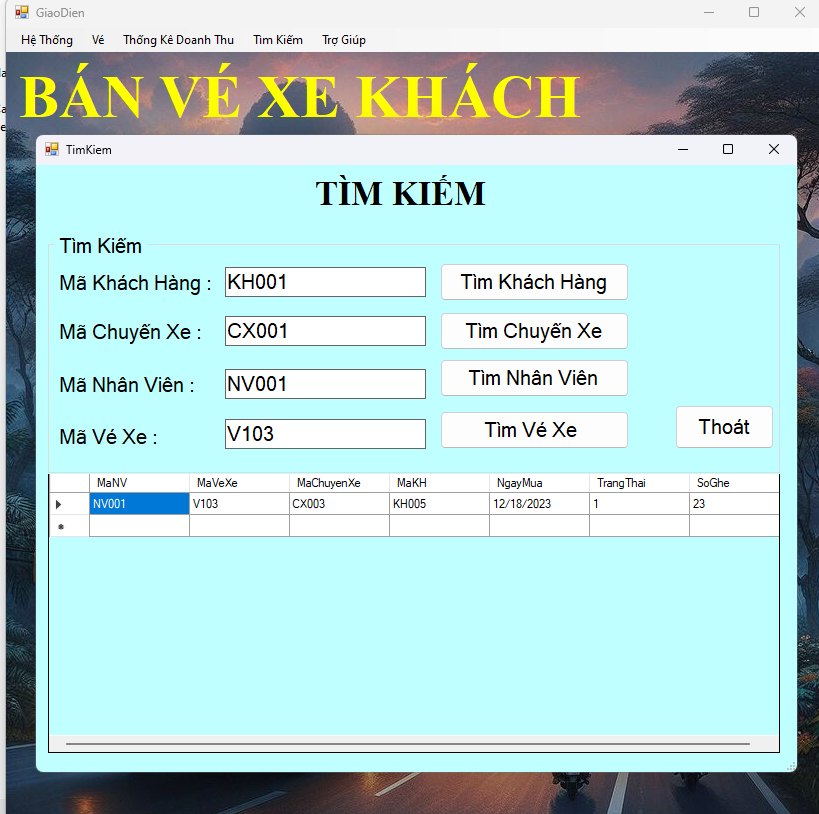 GiaoDien
Hệ Thống Vé Thống Kê Doanh Thu Tìm Kiếm Trợ Giúp
BÁN VÉ XE KHÁCH
TimKiem
TÌM KIẾM
Tìm Kiếm
Mã Khách Hàng : KH001 Tìm Khách Hàng
Mã Chuyến Xe : CX001 Tìm Chuyến Xe
Mã Nhân Viên : NV001 Tìm Nhân Viên
Mã Vé Xe : V103 Tìm Vé Xe Thoát
MaNV MaVeXe MaChuyenXe MaKH NgayMua TrangThai SoGhe
NV001 V103 CX003 KH005 12/18/2023 1 23